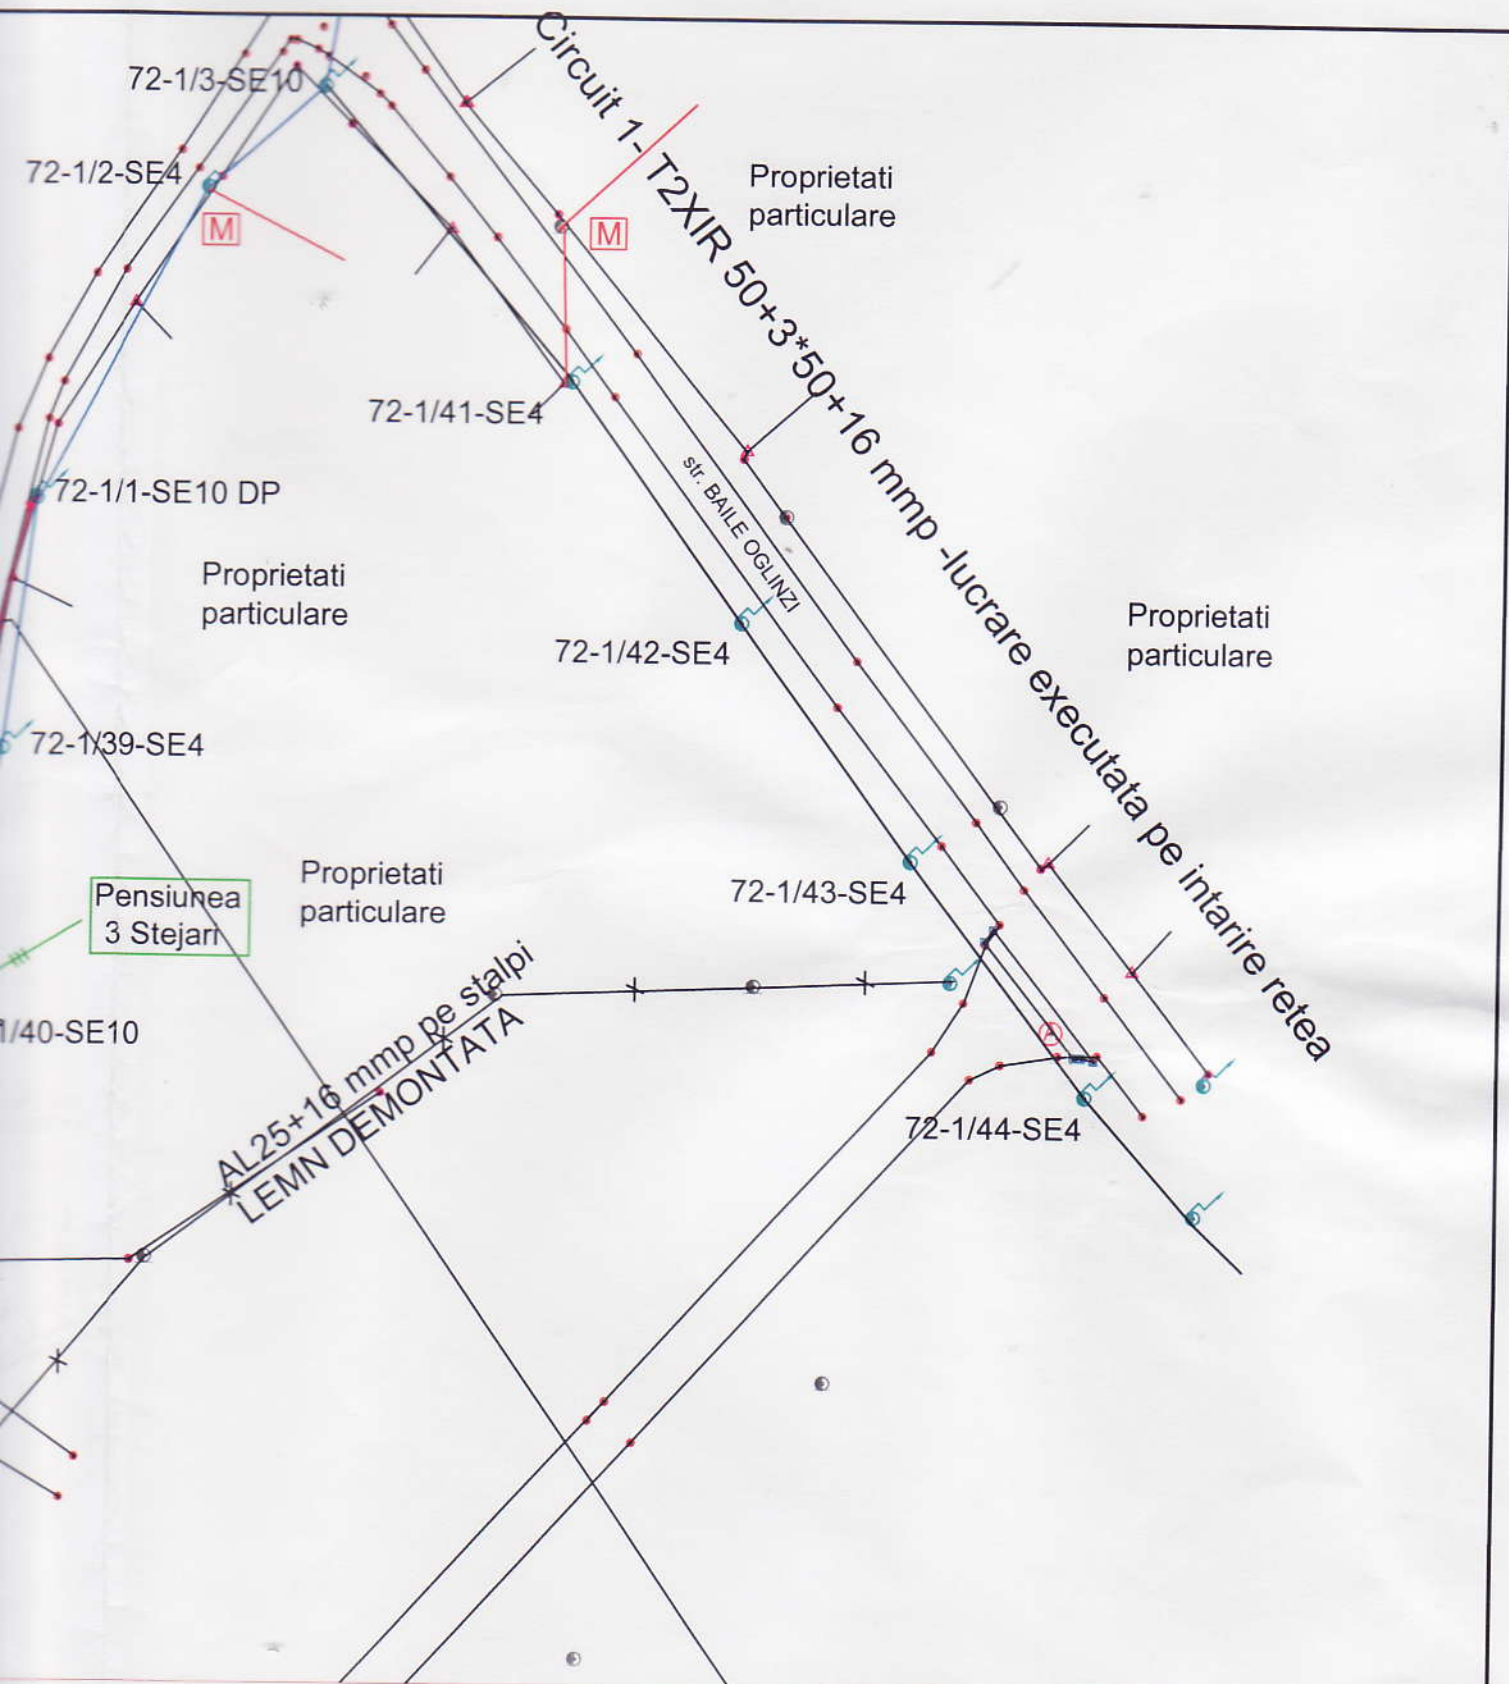 Circuit 1- T2XIR 50+3*50+16 mmp -lucrare executata pe intarire retea
72-1/3-SE10
72-1/2-SE4
M
M
Proprietati
particulare
72-1/41-SE4
str. BAILE OGLINZI
72-1/1-SE10 DP
Proprietati
particulare
72-1/42-SE4
Proprietati
particulare
72-1/39-SE4
Pensiunea
3 Stejari
Proprietati
particulare
72-1/43-SE4
1/40-SE10
AL25+16 mmp pe stalpi
LEMN DEMONTATA
A
72-1/44-SE4